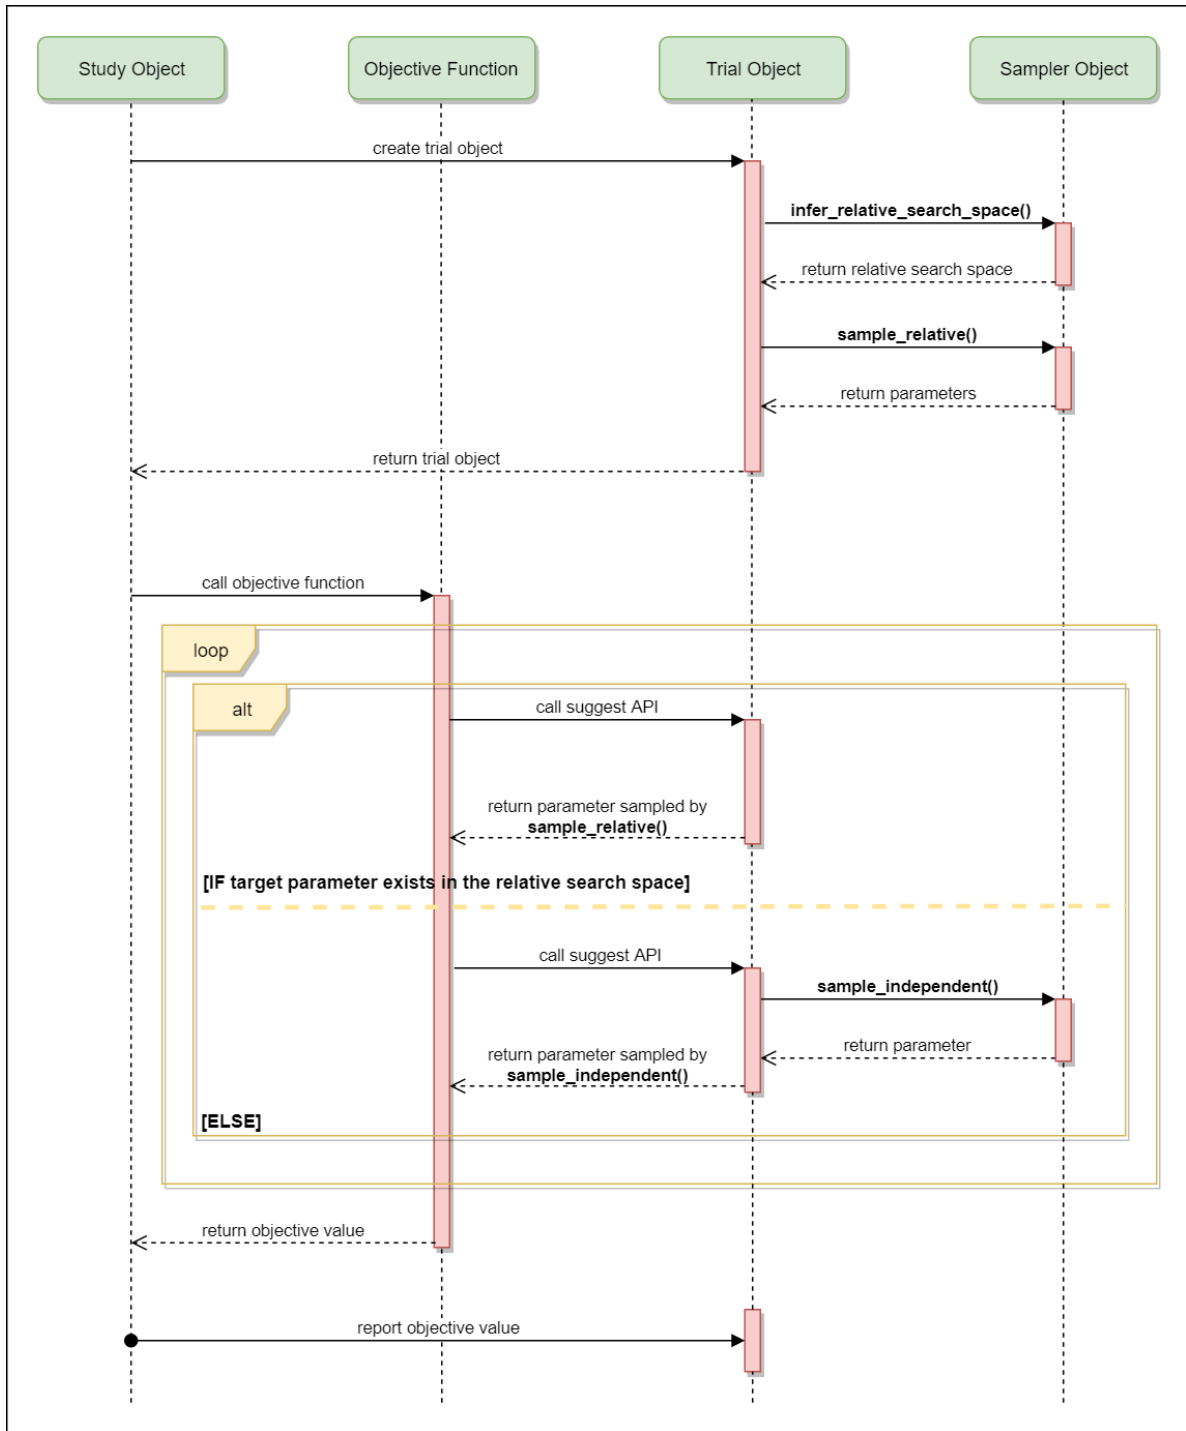 Study Object
Objective Function
Trial Object
Sampler Object
create trial object
infer_relative_search_space()
return relative search space
sample_relative()
return parameters
return trial object
call objective function
loop
alt
call suggest API
return parameter sampled by
sample_relative()
[IF target parameter exists in the relative search space]
call suggest API
sample_independent()
return parameter
return parameter sampled by
sample_independent()
[ELSE]
return objective value
report objective value